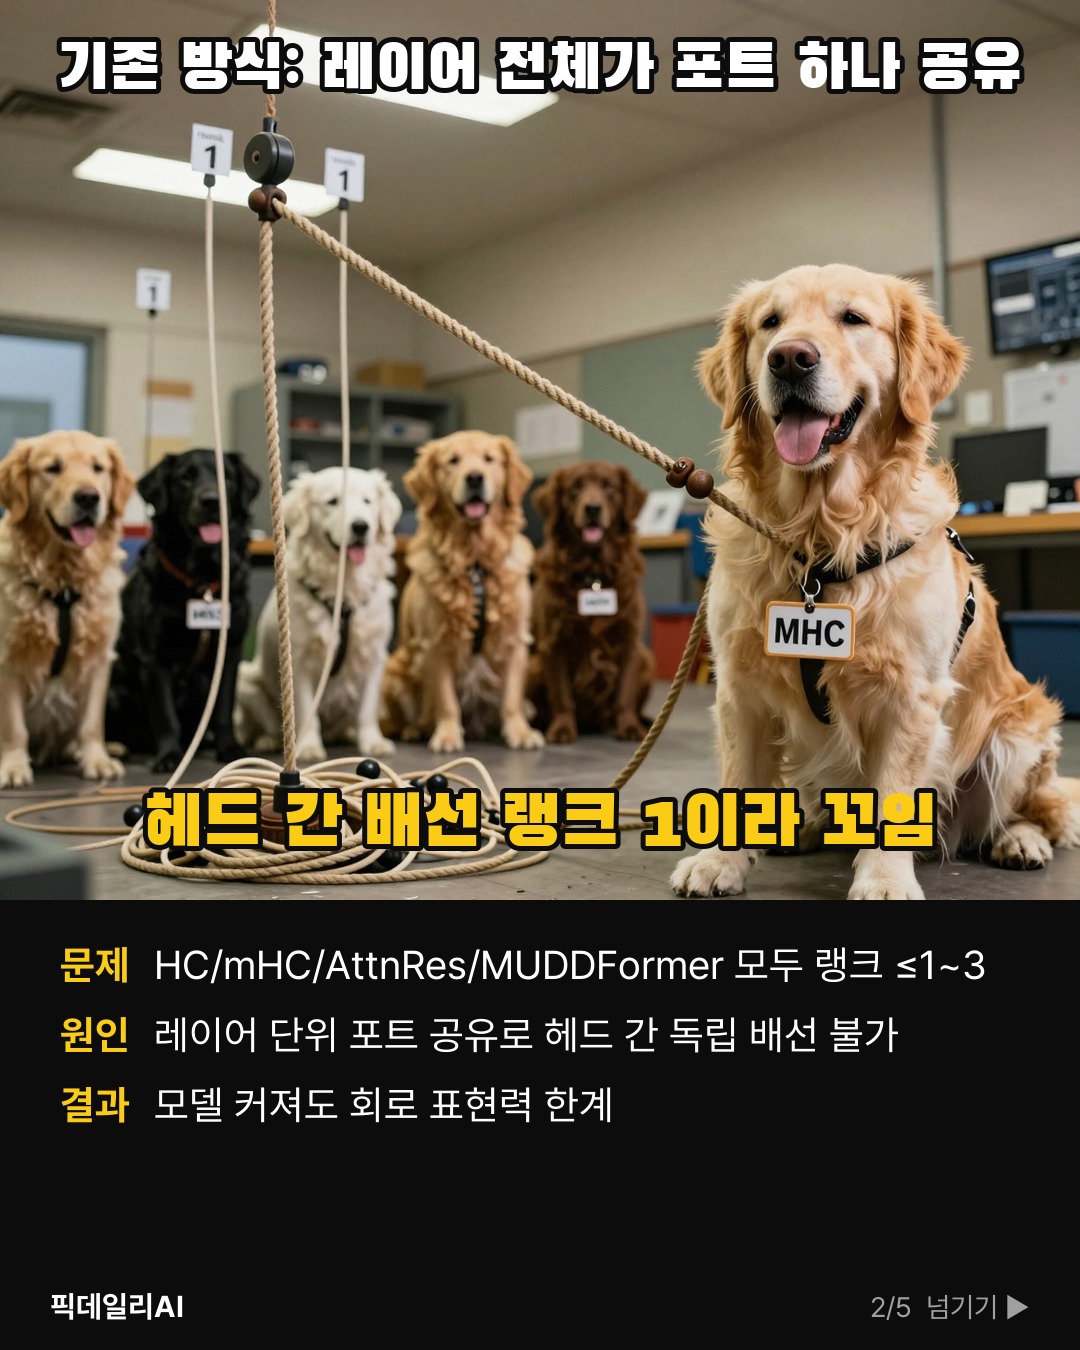 기존 방식: 레이어 전체가 포트 하나 공유
1
1
1
MHC
헤드 간 배선 랭크 1이라 꼬임
문제 HC/mHC/AttnRes/MUDDFormer 모두 랭크 ≤1~3
원인 레이어 단위 포트 공유로 헤드 간 독립 배선 불가
결과 모델 커져도 회로 표현력 한계
픽데일리AI
2/5 넘기기 ▶